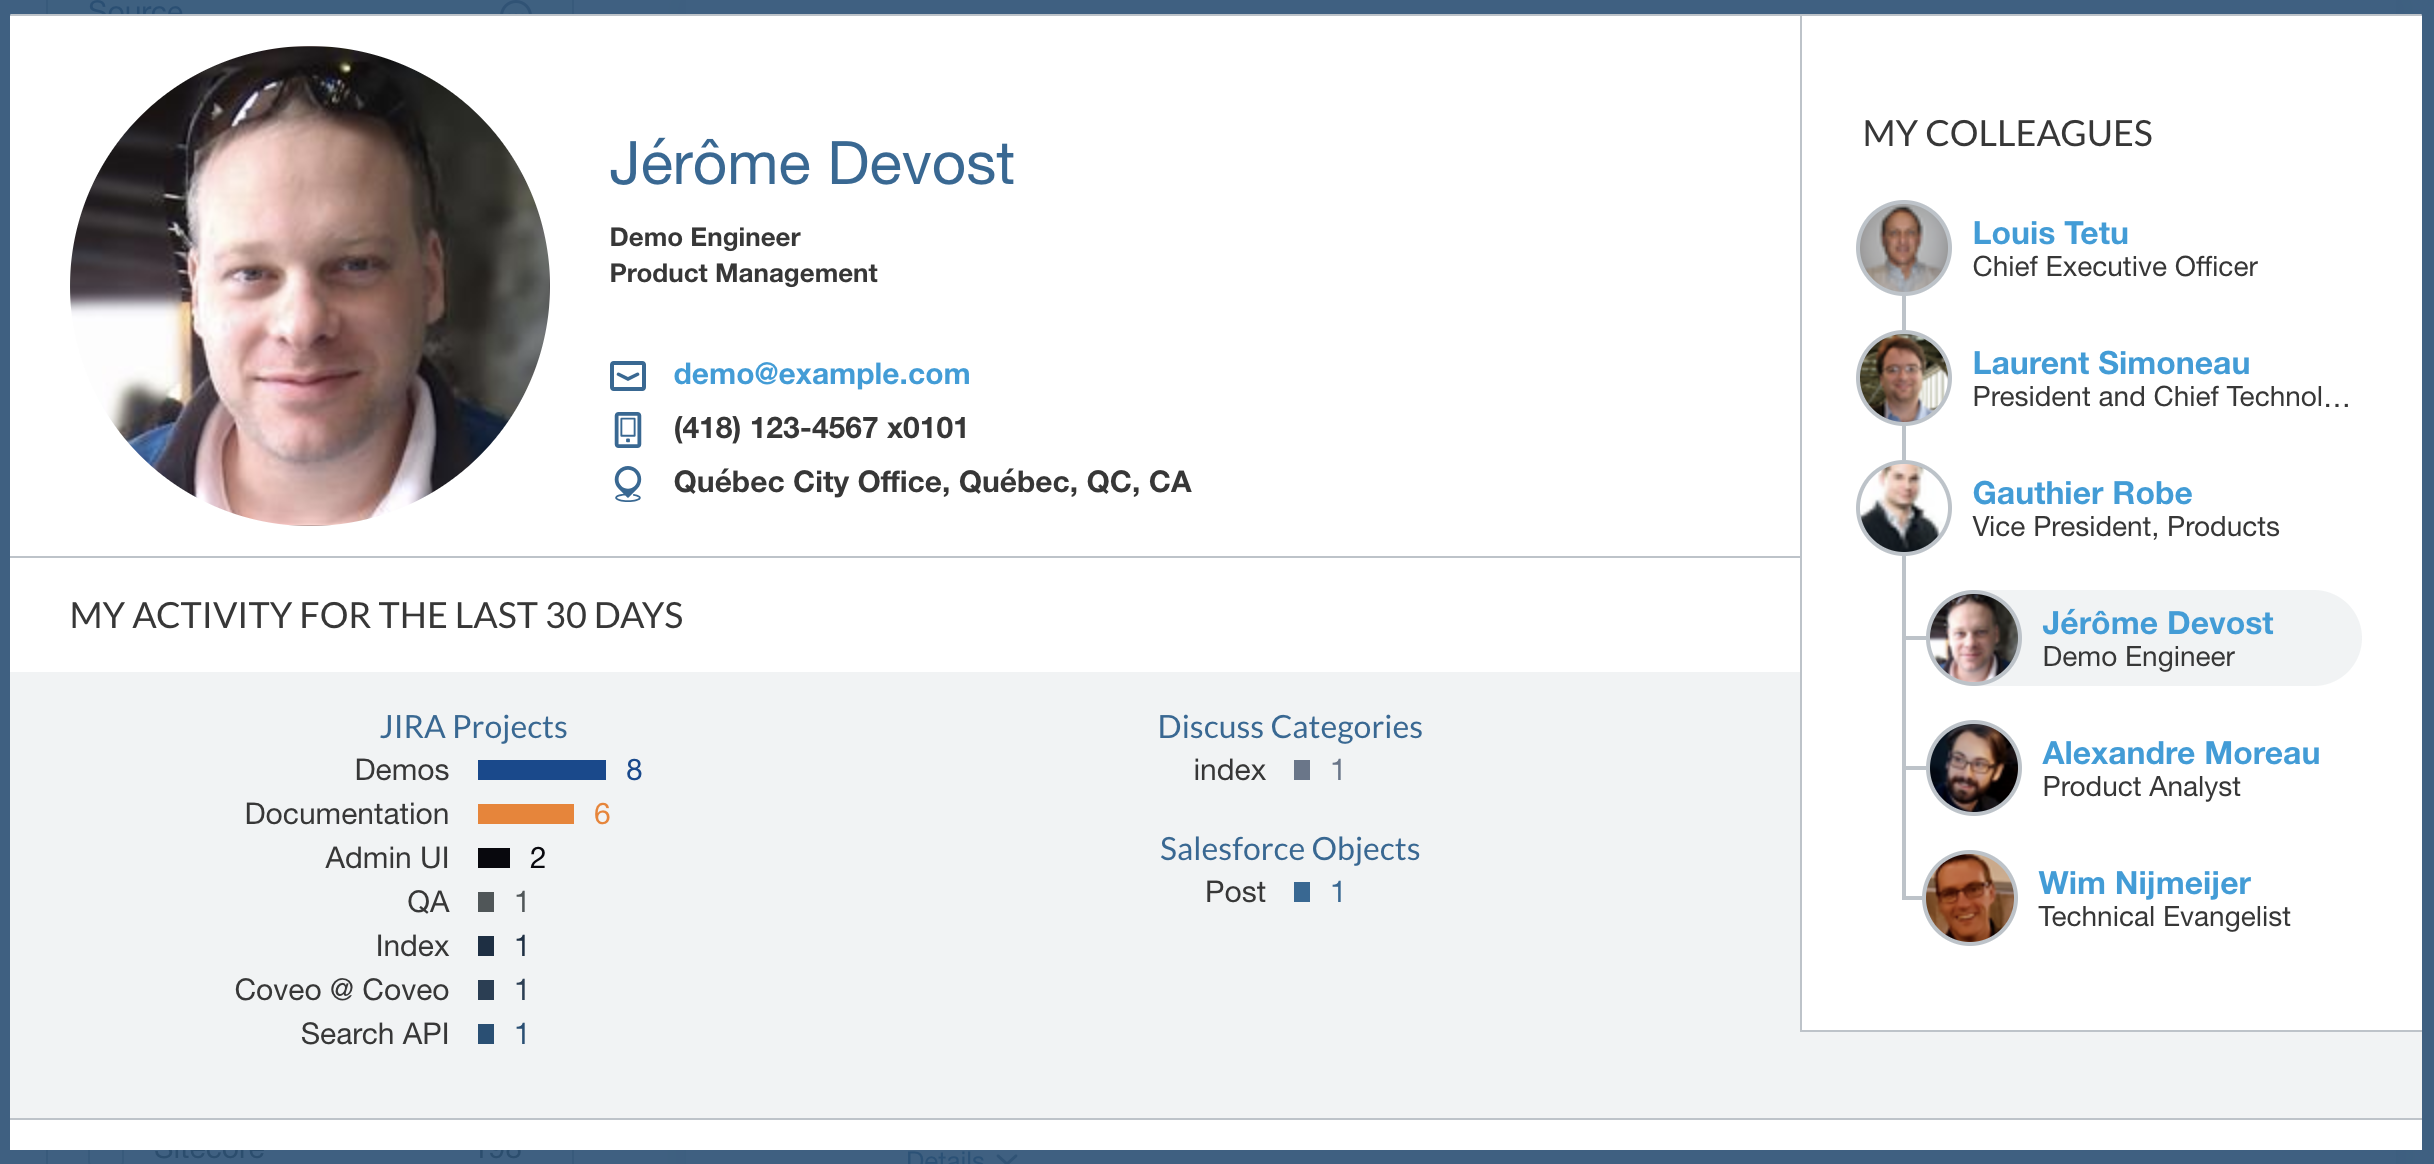 Source
Jérôme Devost
Demo Engineer
Product Management
demo@example.com
(418) 123-4567 x0101
Québec City Office, Québec, QC, CA
MY ACTIVITY FOR THE LAST 30 DAYS
JIRA Projects
Demos 8
Documentation 6
Admin UI 2
QA 1
Index 1
Coveo @ Coveo 1
Search API 1
Discuss Categories
index 1
Salesforce Objects
Post 1
MY COLLEAGUES
Louis Tetu
Chief Executive Officer
Laurent Simoneau
President and Chief Technol...
Gauthier Robe
Vice President, Products
Jérôme Devost
Demo Engineer
Alexandre Moreau
Product Analyst
Wim Nijmeijer
Technical Evangelist
Sitecore 198
Details